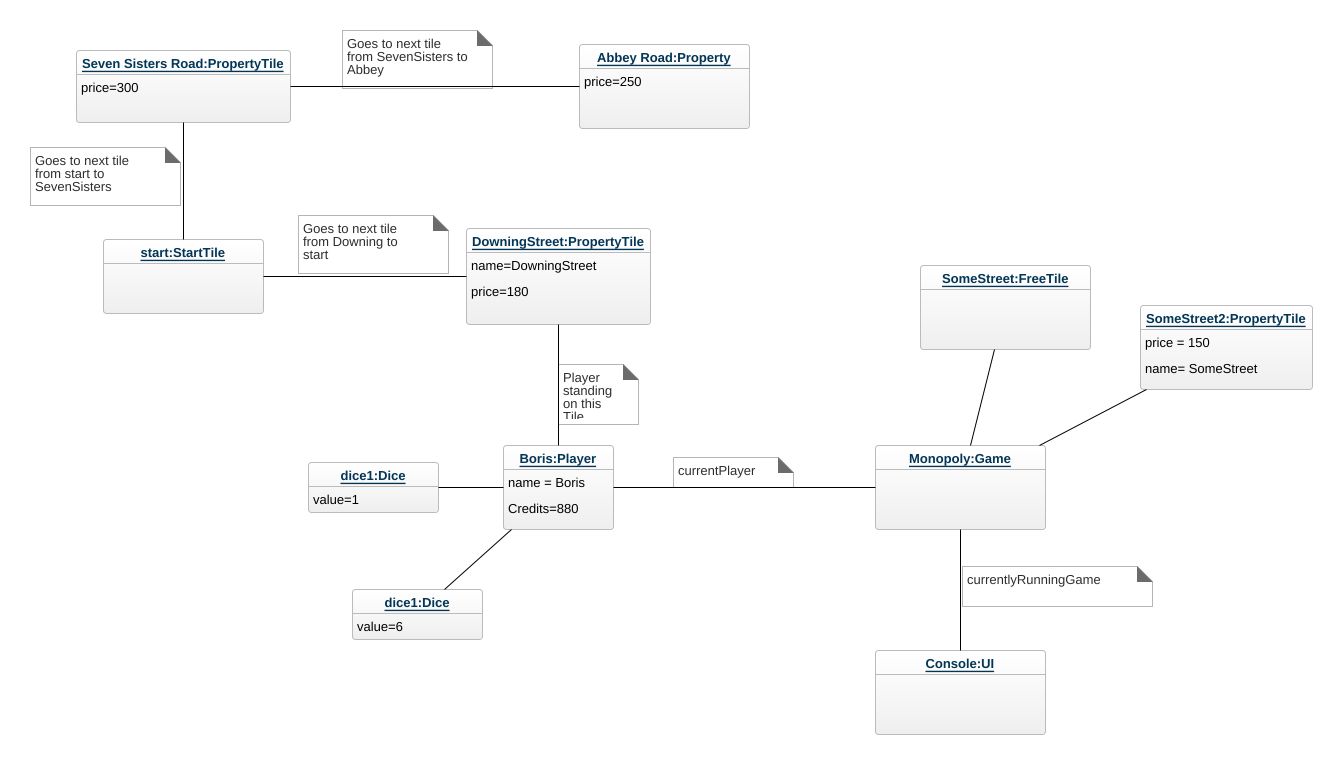 Goes to next tile
from SevenSisters to
Abbey
Seven Sisters Road:PropertyTile
price=300
Abbey Road:Property
price=250
Goes to next tile
from start to
SevenSisters
start:StartTile
Goes to next tile
from Downing to
start
DowningStreet:PropertyTile
name=DowningStreet
price=180
SomeStreet:FreeTile
SomeStreet2:PropertyTile
price = 150
name= SomeStreet
Player
standing
on this
Tile
Boris:Player
name = Boris
Credits=880
currentPlayer
Monopoly:Game
dice1:Dice
value=1
dice1:Dice
value=6
currentlyRunningGame
Console:UI